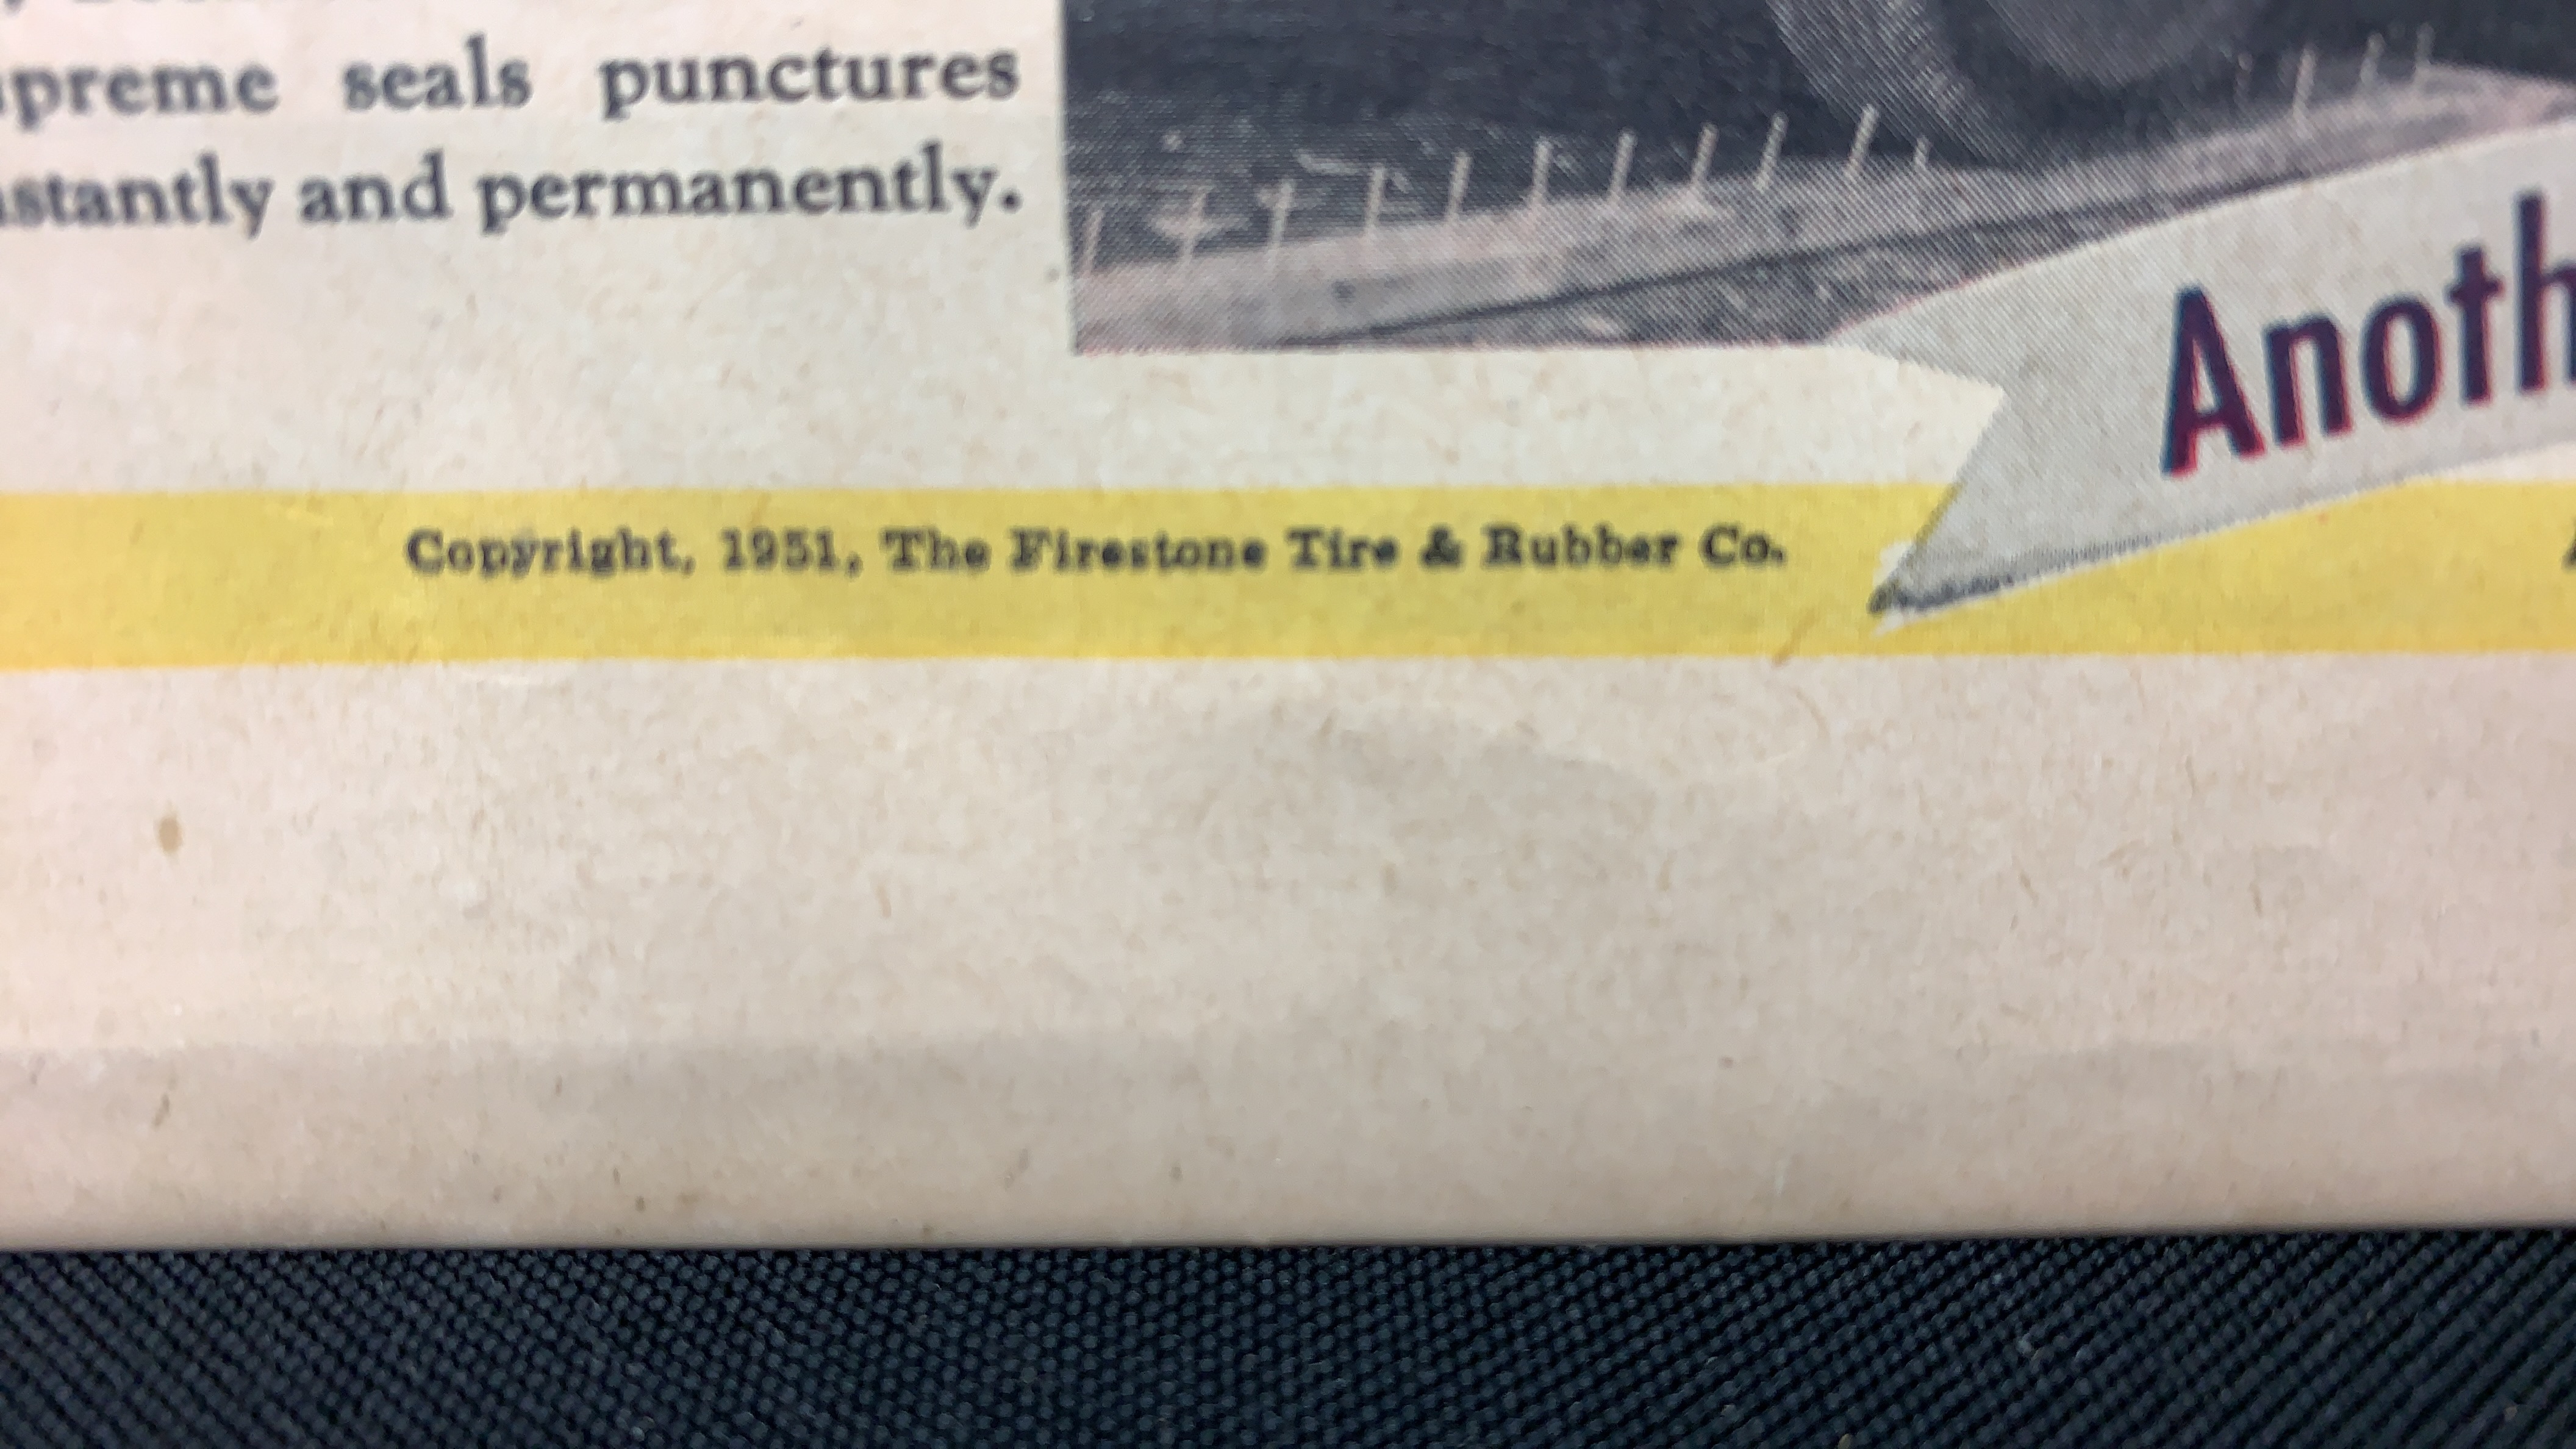 preme seals punctures
stantly and permanently.
Anoth
Copyright, 1951, The Firestone Tire & Rubber Co.